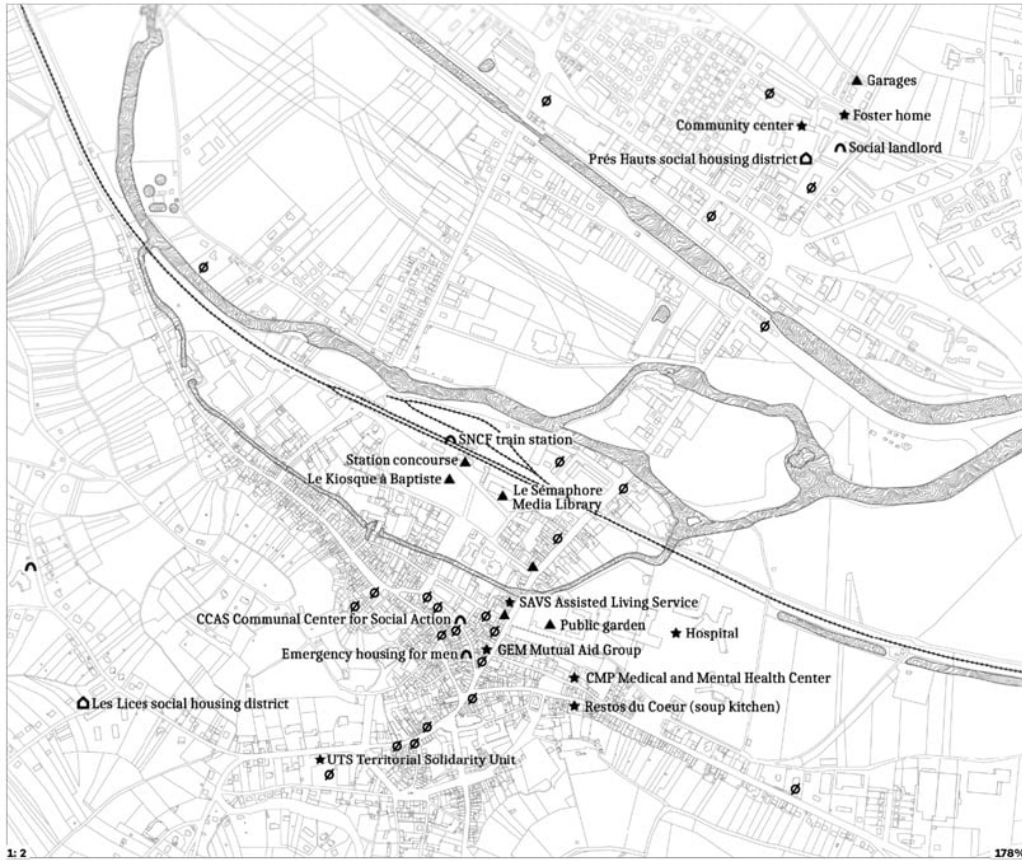 Garages
Foster home
Community center
Social landlord
Prés Hauts social housing district
SNCF train station
Station concourse
Le Kiosque à Baptiste
Le Sémaphore
Media Library
SAVS Assisted Living Service
CCAS Communal Center for Social Action
Public garden
Hospital
Emergency housing for men
GEM Mutual Aid Group
CMP Medical and Mental Health Center
Les Lices social housing district
Restos du Coeur (soup kitchen)
UTS Territorial Solidarity Unit
1: 2
178%